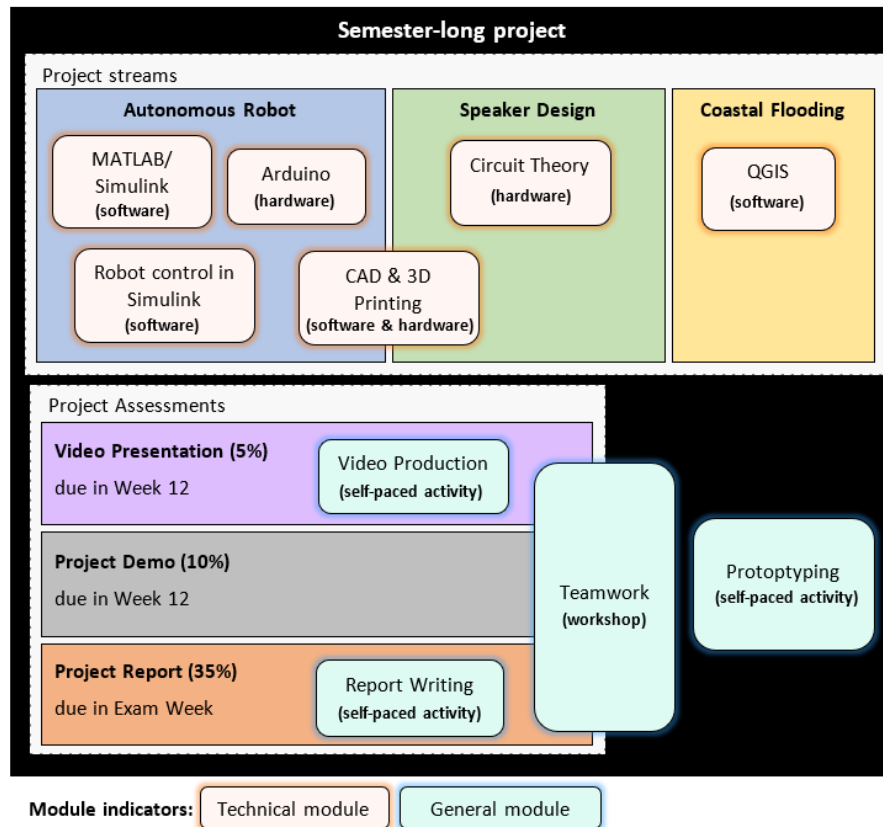 Semester-long project
Project streams
Autonomous Robot
MATLAB/
Simulink
(software)
Arduino
(hardware)
Robot control in
Simulink
(software)
CAD & 3D
Printing
(software & hardware)
Speaker Design
Circuit Theory
(hardware)
Coastal Flooding
QGIS
(software)
Project Assessments
Video Presentation (5%)
due in Week 12
Video Production
(self-paced activity)
Project Demo (10%)
due in Week 12
Project Report (35%)
due in Exam Week
Report Writing
(self-paced activity)
Teamwork
(workshop)
Protoptyping
(self-paced activity)
Module indicators:
Technical module
General module